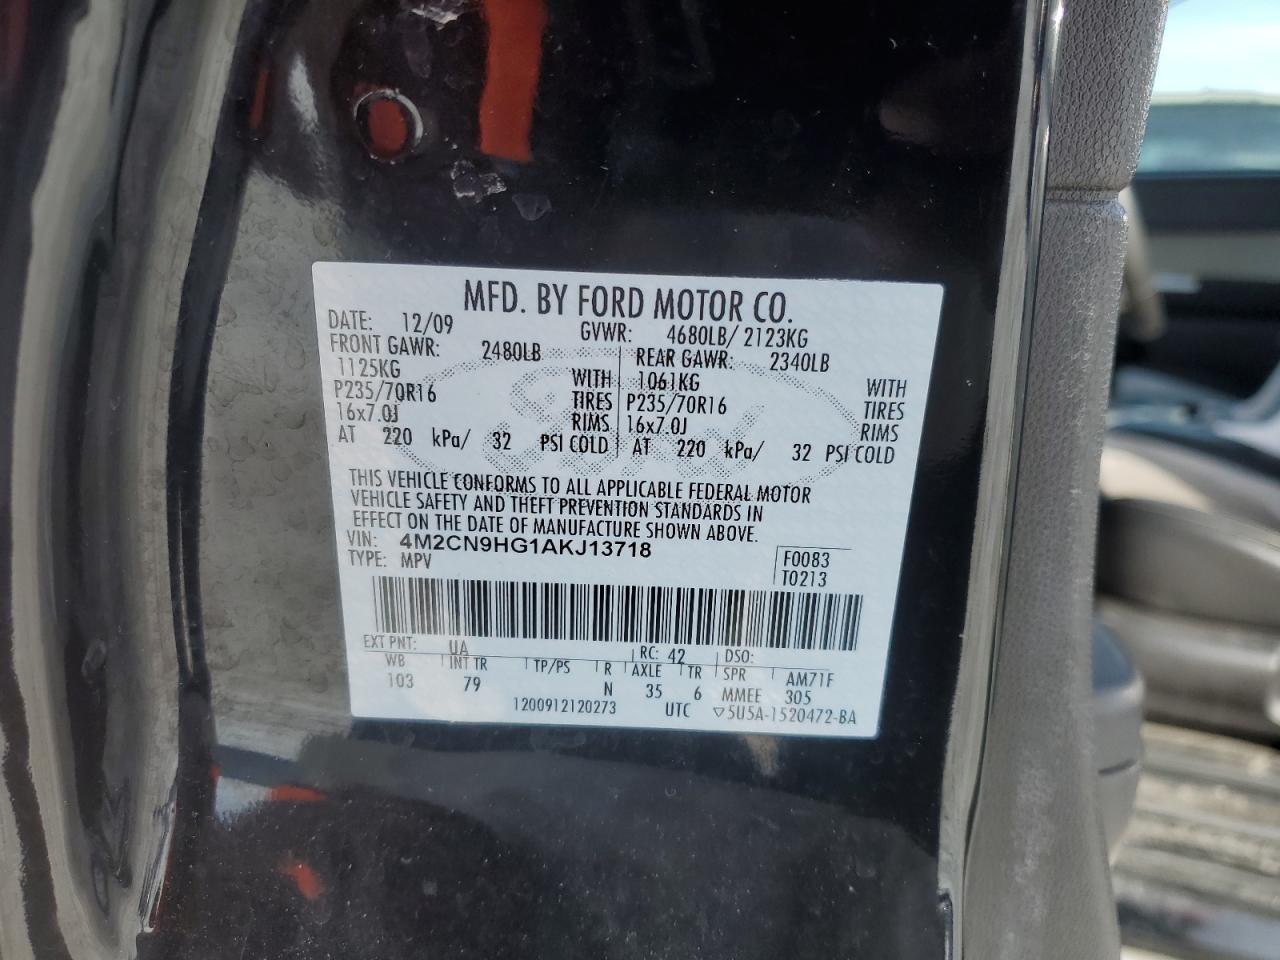 MFD. BY FORD MOTOR CO.
DATE: 12/09 GVWR: 4680LB/ 2123KG
FRONT GAWR: 2480LB REAR GAWR: 2340LB
1125KG WITH 1061KG WITH
P235/70R16 TIRES P235/70R16 TIRES
16x7.0J RIMS 16x7.0J RIMS
AT 220 kPa/ 32 PSI COLD AT 220 kPa/ 32 PSI COLD
THIS VEHICLE CONFORMS TO ALL APPLICABLE FEDERAL MOTOR
VEHICLE SAFETY AND THEFT PREVENTION STANDARDS IN
EFFECT ON THE DATE OF MANUFACTURE SHOWN ABOVE.
VIN: 4M2CN9HG1AKJ13718 F0083
TYPE: MPV T0213
EXT PNT: UA RC: 42 DSO:
WB INT TR TP/PS R AXLE TR SPR AM71F
103 79 N 35 6 MMEE 305
1200912120273 UTC ▽5U5A-1520472-BA